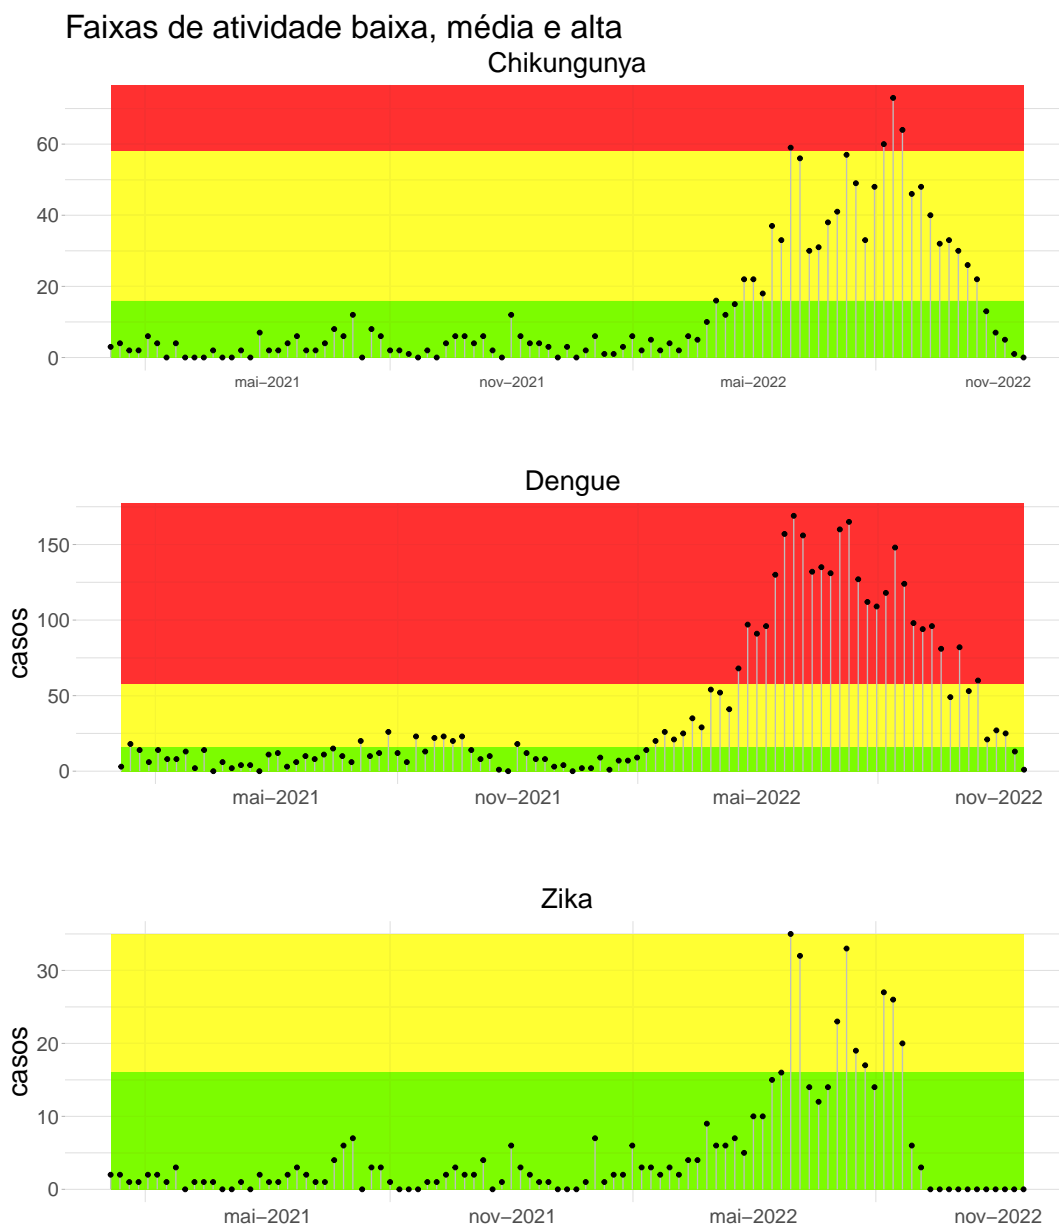 Faixas de atividade baixa, média e alta
Chikungunya
60
40
20
0
mai–2021 nov–2021 mai–2022 nov–2022
Dengue
casos
150
100
50
0
mai–2021 nov–2021 mai–2022 nov–2022
Zika
casos
30
20
10
0
mai–2021 nov–2021 mai–2022 nov–2022